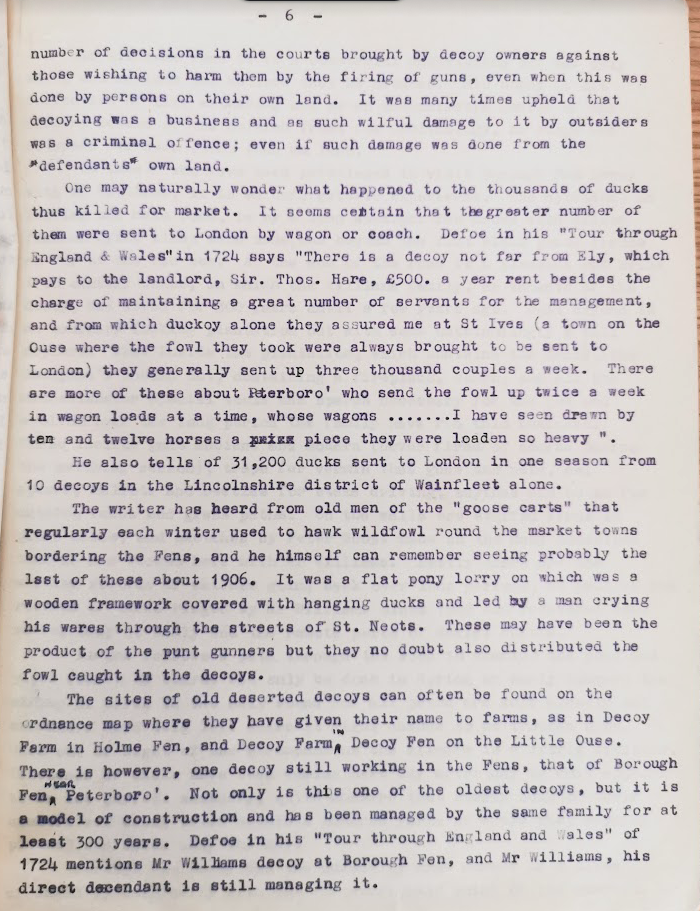 - 6 -
number of decisions in the courts brought by decoy owners against
those wishing to harm them by the firing of guns, even when this was
done by persons on their own land. It was many times upheld that
decoying was a business and as such wilful damage to it by outsiders
was a criminal offence; even if such damage was done from the
"defendants" own land.
One may naturally wonder what happened to the thousands of ducks
thus killed for market. It seems certain that thegreater number of
them were sent to London by wagon or coach. Defoe in his "Tour through
England & Wales"in 1724 says "There is a decoy not far from Ely, which
pays to the landlord, Sir. Thos. Hare, £500. a year rent besides the
charge of maintaining a great number of servants for the management,
and from which duckoy alone they assured me at St Ives (a town on the
Ouse where the fowl they took were always brought to be sent to
London) they generally sent up three thousand couples a week. There
are more of these about Peterboro' who send the fowl up twice a week
in wagon loads at a time, whose wagons .......I have seen drawn by
ten and twelve horses a piece they were loaden so heavy ".
He also tells of 31,200 ducks sent to London in one season from
10 decoys in the Lincolnshire district of Wainfleet alone.
The writer has heard from old men of the "goose carts" that
regularly each winter used to hawk wildfowl round the market towns
bordering the Fens, and he himself can remember seeing probably the
last of these about 1906. It was a flat pony lorry on which was a
wooden framework covered with hanging ducks and led by a man crying
his wares through the streets of St. Neots. These may have been the
product of the punt gunners but they no doubt also distributed the
fowl caught in the decoys.
The sites of old deserted decoys can often be found on the
ordnance map where they have given their name to farms, as in Decoy
Farm in Holme Fen, and Decoy Farm IN Decoy Fen on the Little Ouse.
There is however, one decoy still working in the Fens, that of Borough
Fen, NEAR Peterboro'. Not only is this one of the oldest decoys, but it is
a model of construction and has been managed by the same family for at
least 300 years. Defoe in his "Tour through England and Wales" of
1724 mentions Mr Williams decoy at Borough Fen, and Mr Williams, his
direct decendant is still managing it.